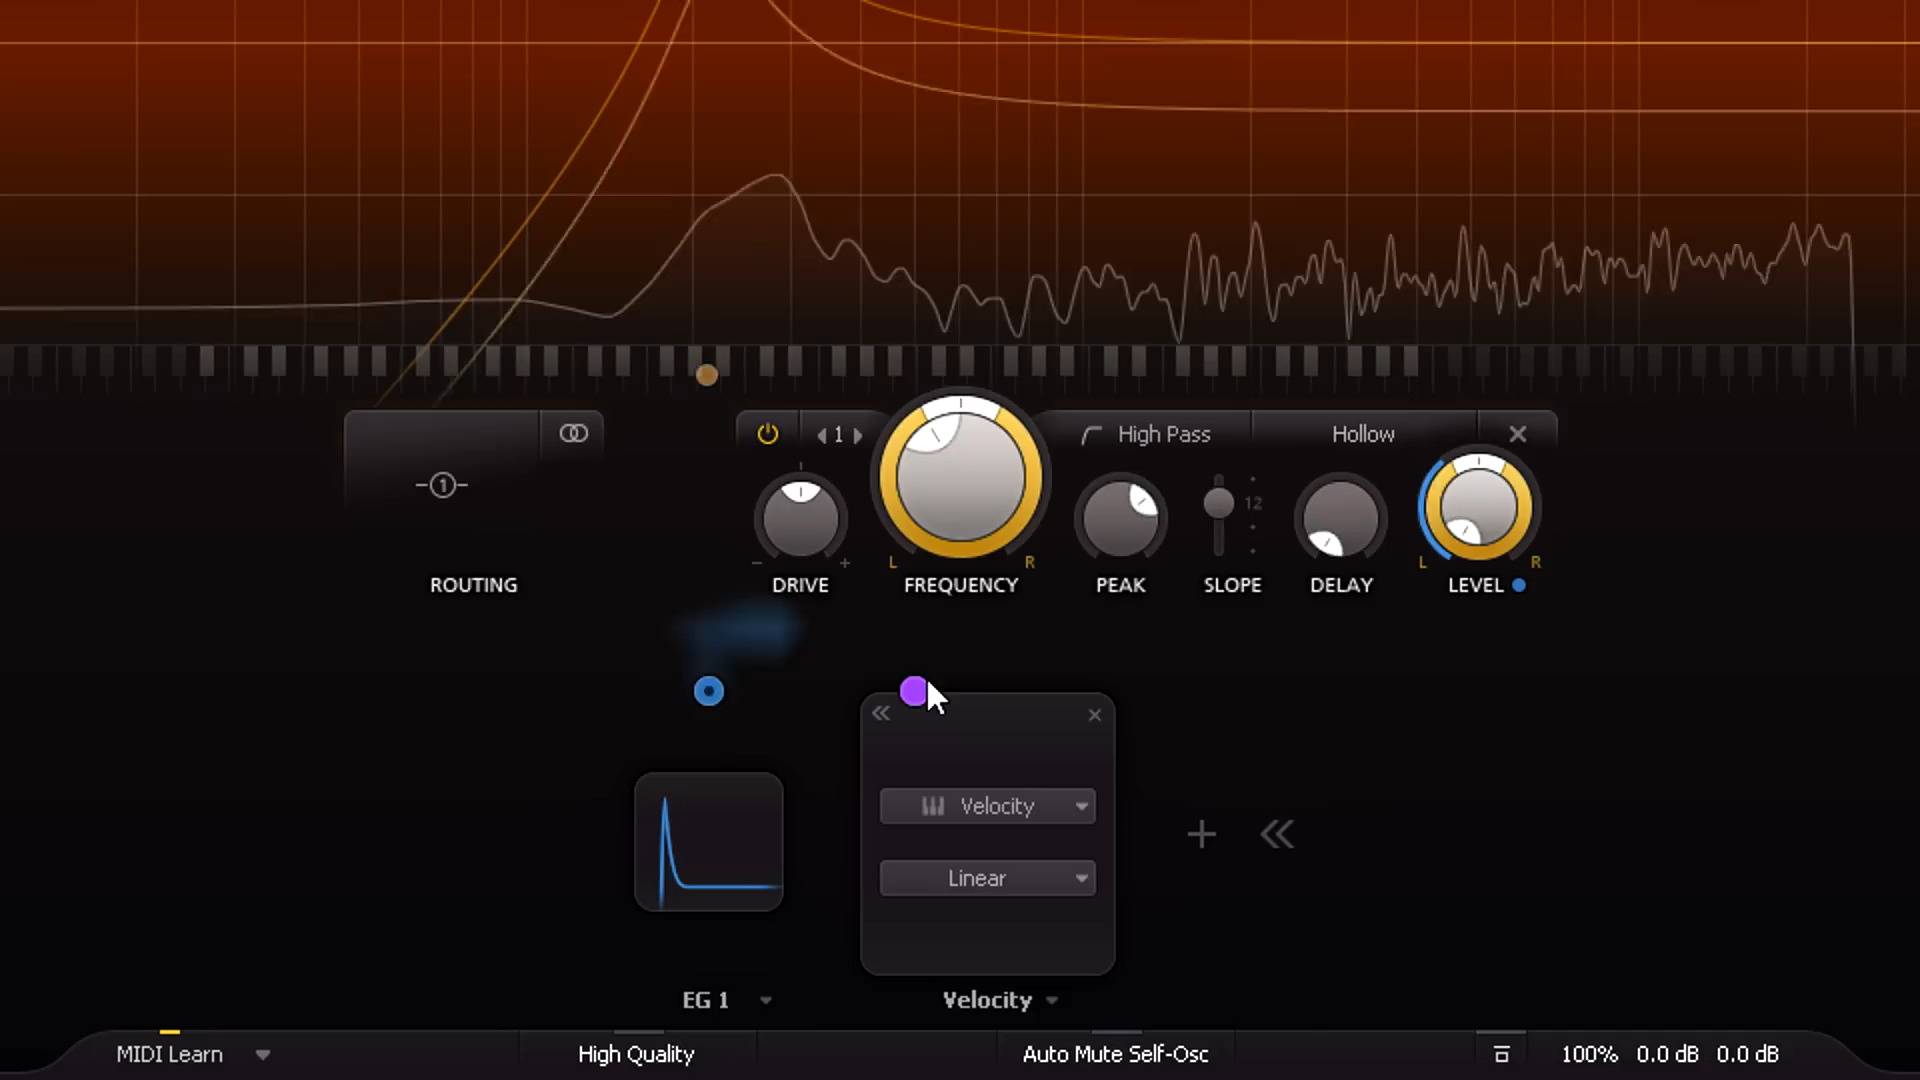 1 High Pass Hollow
1
12
- + L R L R
ROUTING DRIVE FREQUENCY PEAK SLOPE DELAY LEVEL
Velocity
Linear
EG 1 Velocity
MIDI Learn High Quality Auto Mute Self-Osc 100% 0.0 dB 0.0 dB